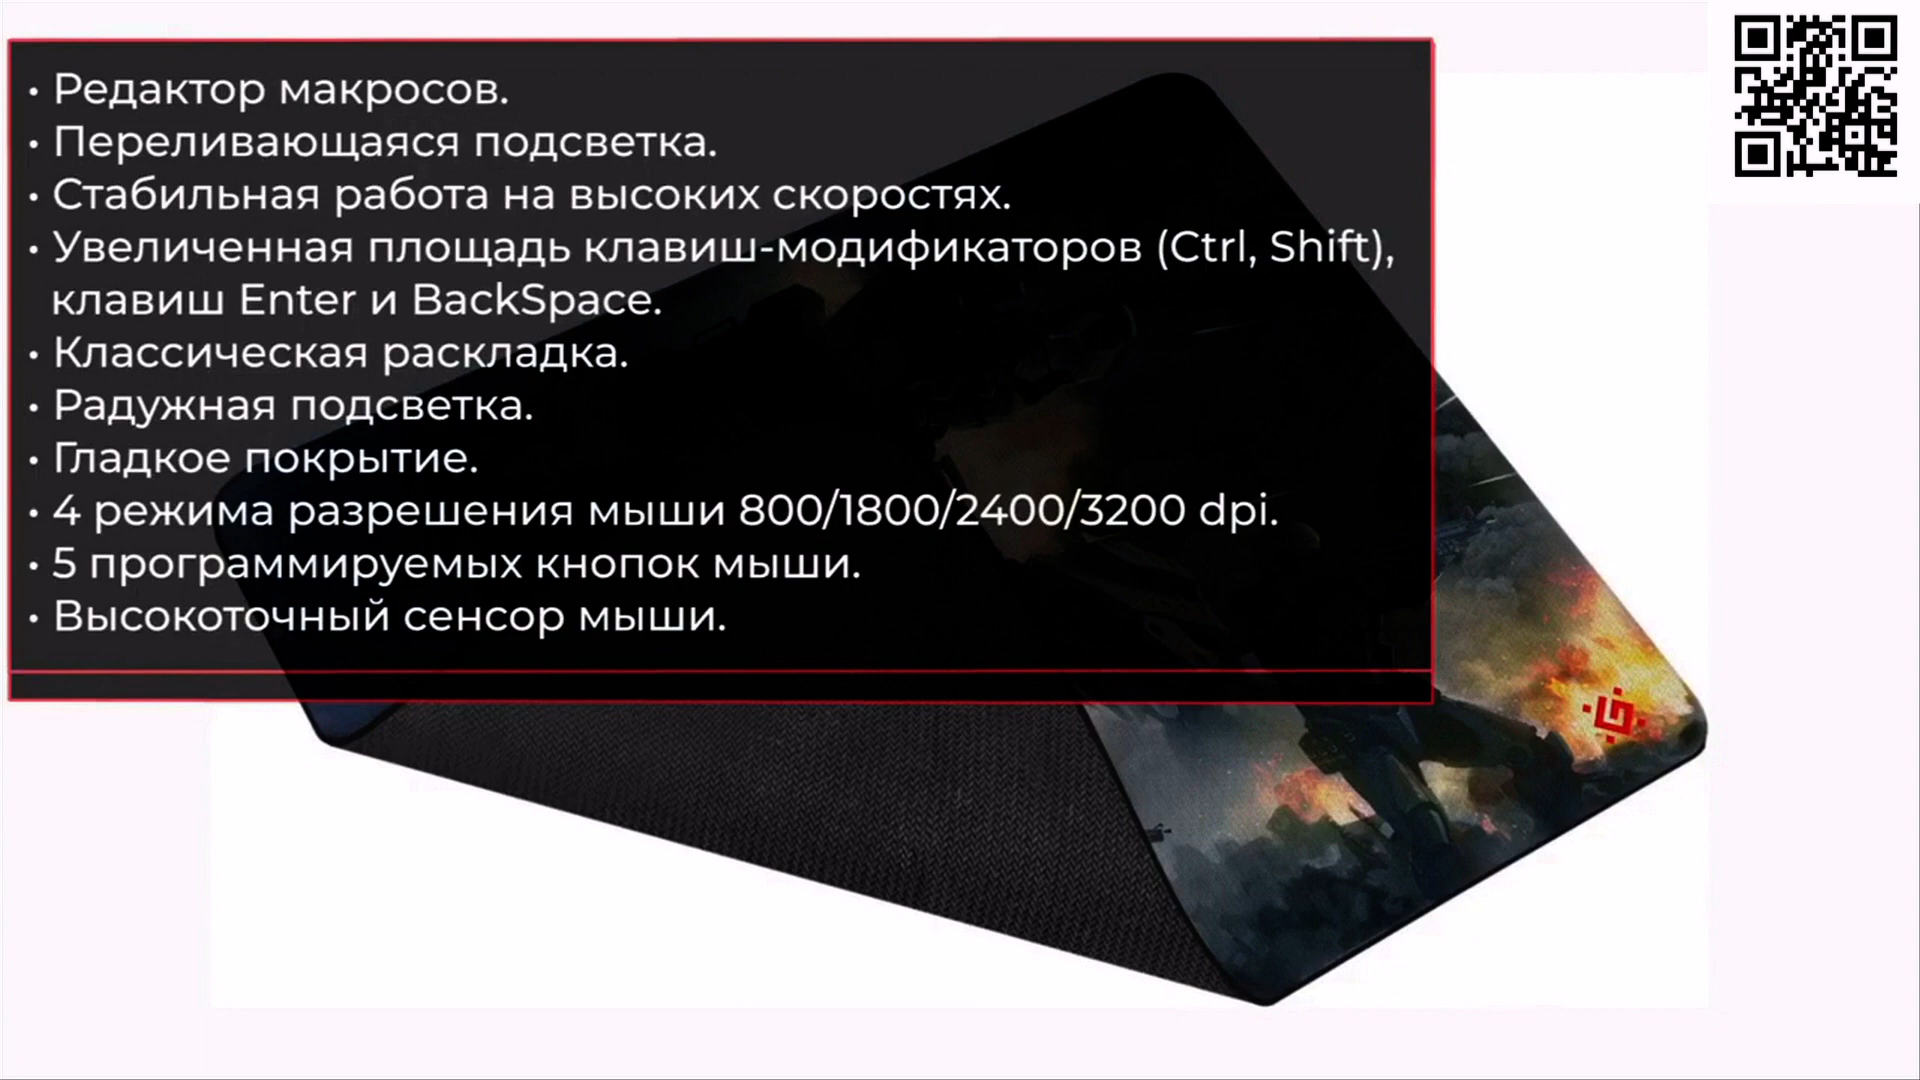 • Редактор макросов.
• Переливающаяся подсветка.
• Стабильная работа на высоких скоростях.
• Увеличенная площадь клавиш-модификаторов (Ctrl, Shift),
клавиш Enter и BackSpace.
• Классическая раскладка.
• Радужная подсветка.
• Гладкое покрытие.
• 4 режима разрешения мыши 800/1800/2400/3200 dpi.
• 5 программируемых кнопок мыши.
• Высокоточный сенсор мыши.